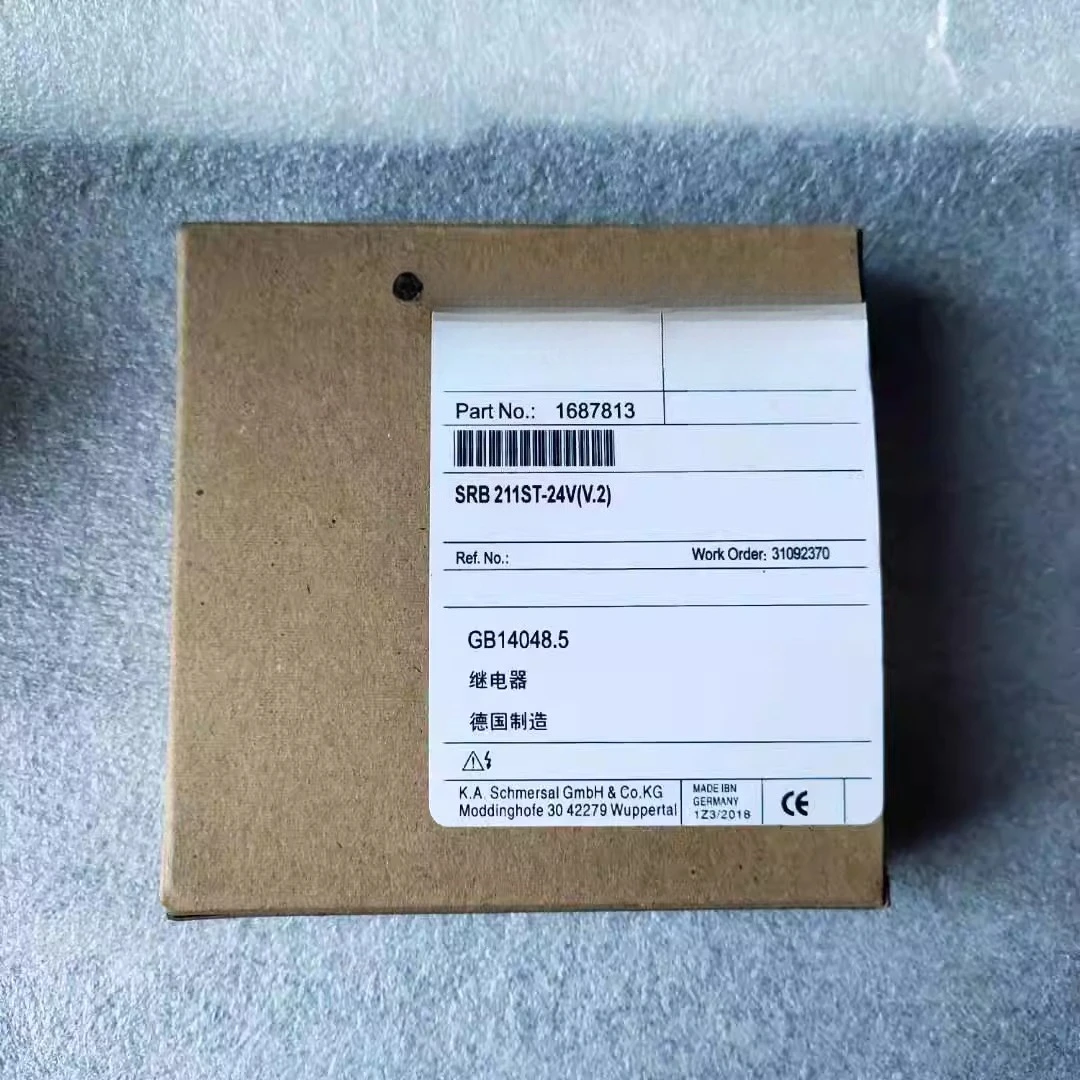 Part No.: 1687813
SRB 211ST-24V(V.2)
Ref. No.: Work Order: 31092370
GB14048.5
继电器
德国制造
K.A. Schmersal GmbH & Co.KG
Moddinghofe 30 42279 Wuppertal
MADE IBN
GERMANY
1Z3/2018
CE